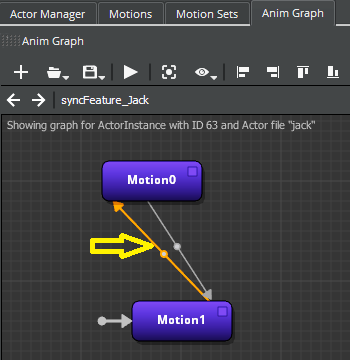 Actor Manager Motions Motion Sets Anim Graph
Anim Graph
syncFeature_Jack
Showing graph for ActorInstance with ID 63 and Actor file "jack"
Motion0
Motion1